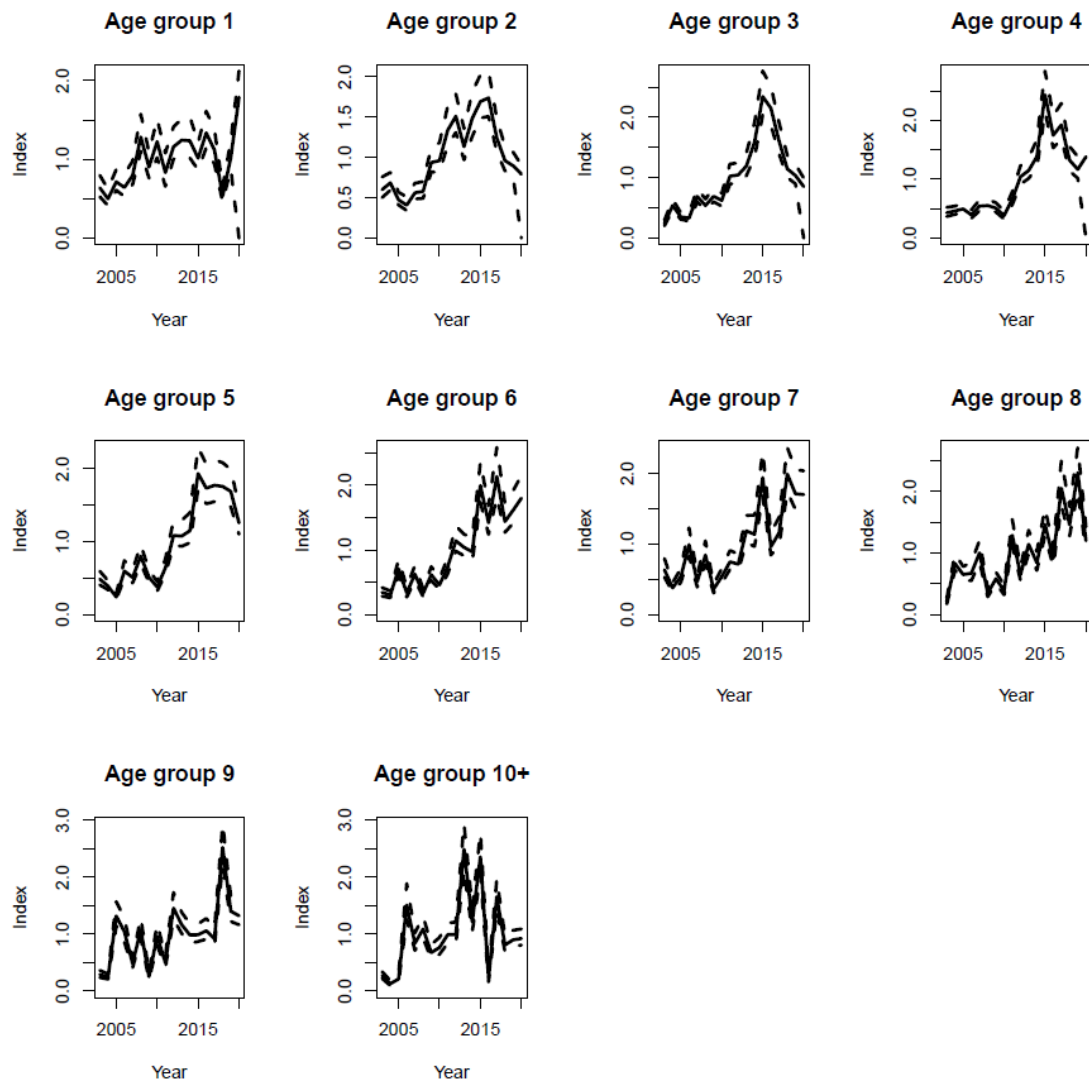 Age group 1
Index
0.0 1.0 2.0
2005 2015
Year
Age group 2
Index
0.0 0.5 1.0 1.5 2.0
2005 2015
Year
Age group 3
Index
0.0 1.0 2.0
2005 2015
Year
Age group 4
Index
0.0 1.0 2.0
2005 2015
Year
Age group 5
Index
0.0 1.0 2.0
2005 2015
Year
Age group 6
Index
0.0 1.0 2.0
2005 2015
Year
Age group 7
Index
0.0 1.0 2.0
2005 2015
Year
Age group 8
Index
0.0 1.0 2.0
2005 2015
Year
Age group 9
Index
0.0 1.0 2.0 3.0
2005 2015
Year
Age group 10+
Index
0.0 1.0 2.0 3.0
2005 2015
Year